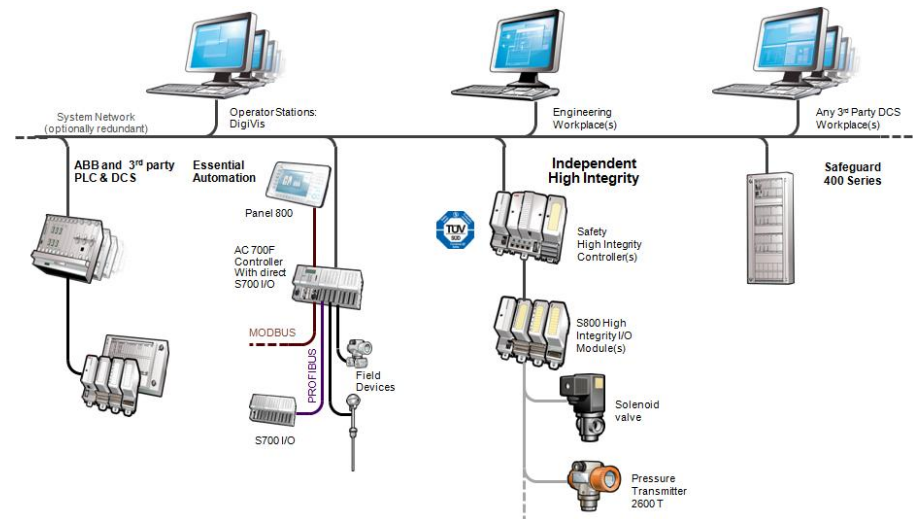 System Network
(optionally redundant)
Operator Stations:
DigiVis
Engineering
Workplace(s)
Any 3rd Party DCS
Workplace(s)
ABB and 3rd party
PLC & DCS
Essential
Automation
Independent
High Integrity
Safeguard
400 Series
Panel 800
TÜV
SÜD
AC 700F
Controller
With direct
S700 I/O
Safety
High Integrity
Controller(s)
MODBUS
PROFIBUS
Field
Devices
S700 I/O
S800 High
Integrity I/O
Module(s)
Solenoid
valve
Pressure
Transmitter
2600T